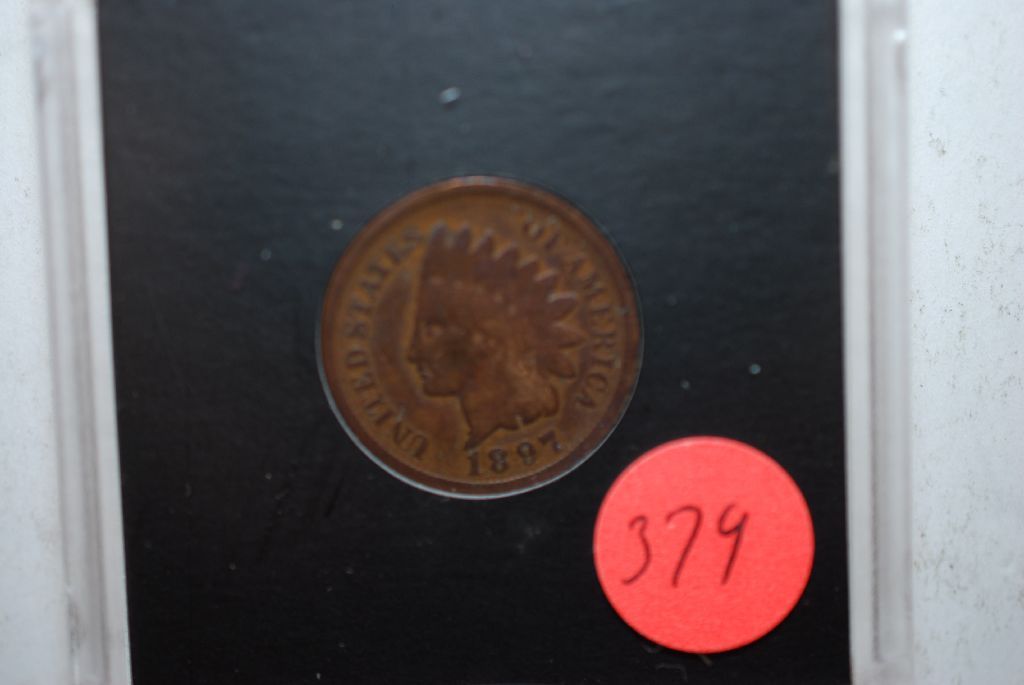 UNITED STATES OF AMERICA
1897
379